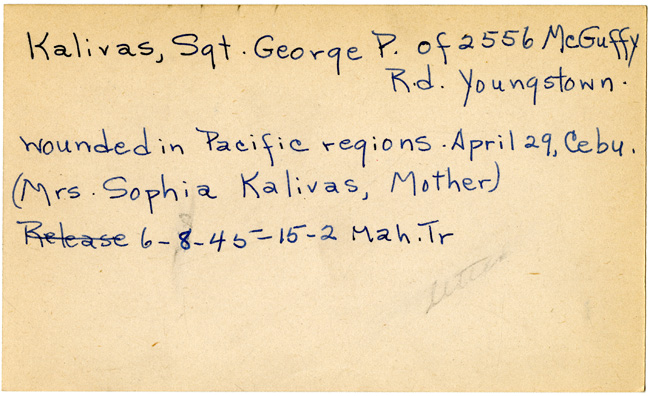 Kalivas, Sgt. George P. of 2556 McGuffy
Rd. Youngstown.
wounded in Pacific regions. April 29, Cebu.
(Mrs. Sophia Kalivas, Mother)
Release 6-8-45=15-2 Mah. Tr